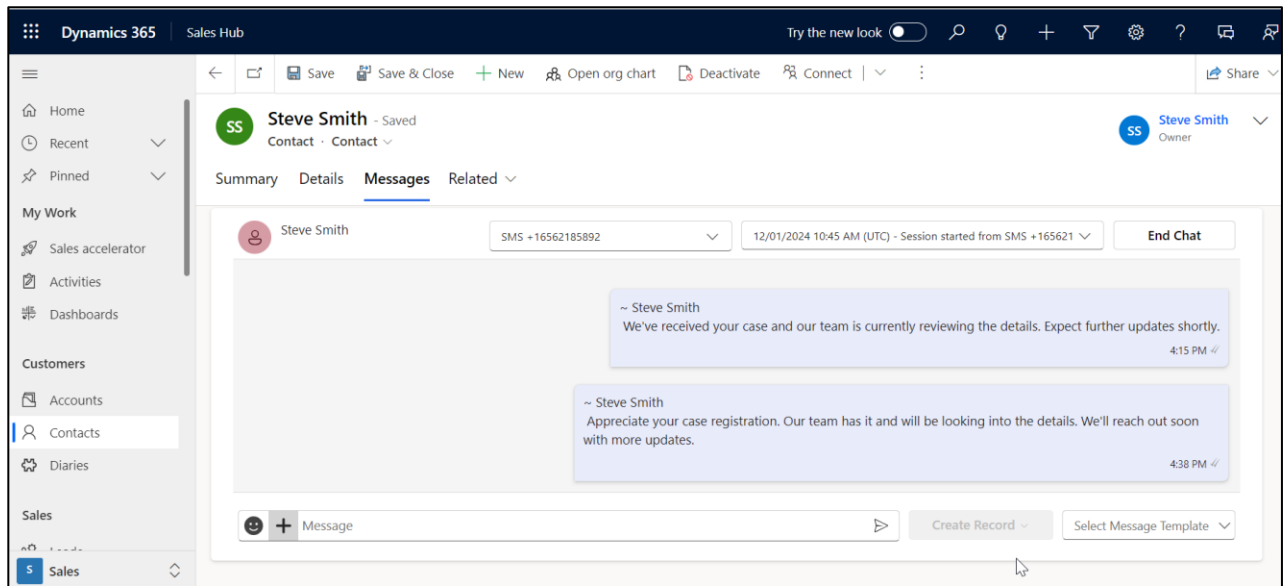 Dynamics 365 Sales Hub Try the new look
Save Save & Close New Open org chart Deactivate Connect Share
Home
Recent
Pinned
My Work
Sales accelerator
Activities
Dashboards
Customers
Accounts
Contacts
Diaries
Sales
S Sales
SS Steve Smith - Saved
Contact · Contact
SS Steve Smith
Owner
Summary Details Messages Related
Steve Smith SMS +16562185892 12/01/2024 10:45 AM (UTC) - Session started from SMS +165621 End Chat
~ Steve Smith
We've received your case and our team is currently reviewing the details. Expect further updates shortly.
4:15 PM
~ Steve Smith
Appreciate your case registration. Our team has it and will be looking into the details. We'll reach out soon
with more updates.
4:38 PM
Message Create Record Select Message Template